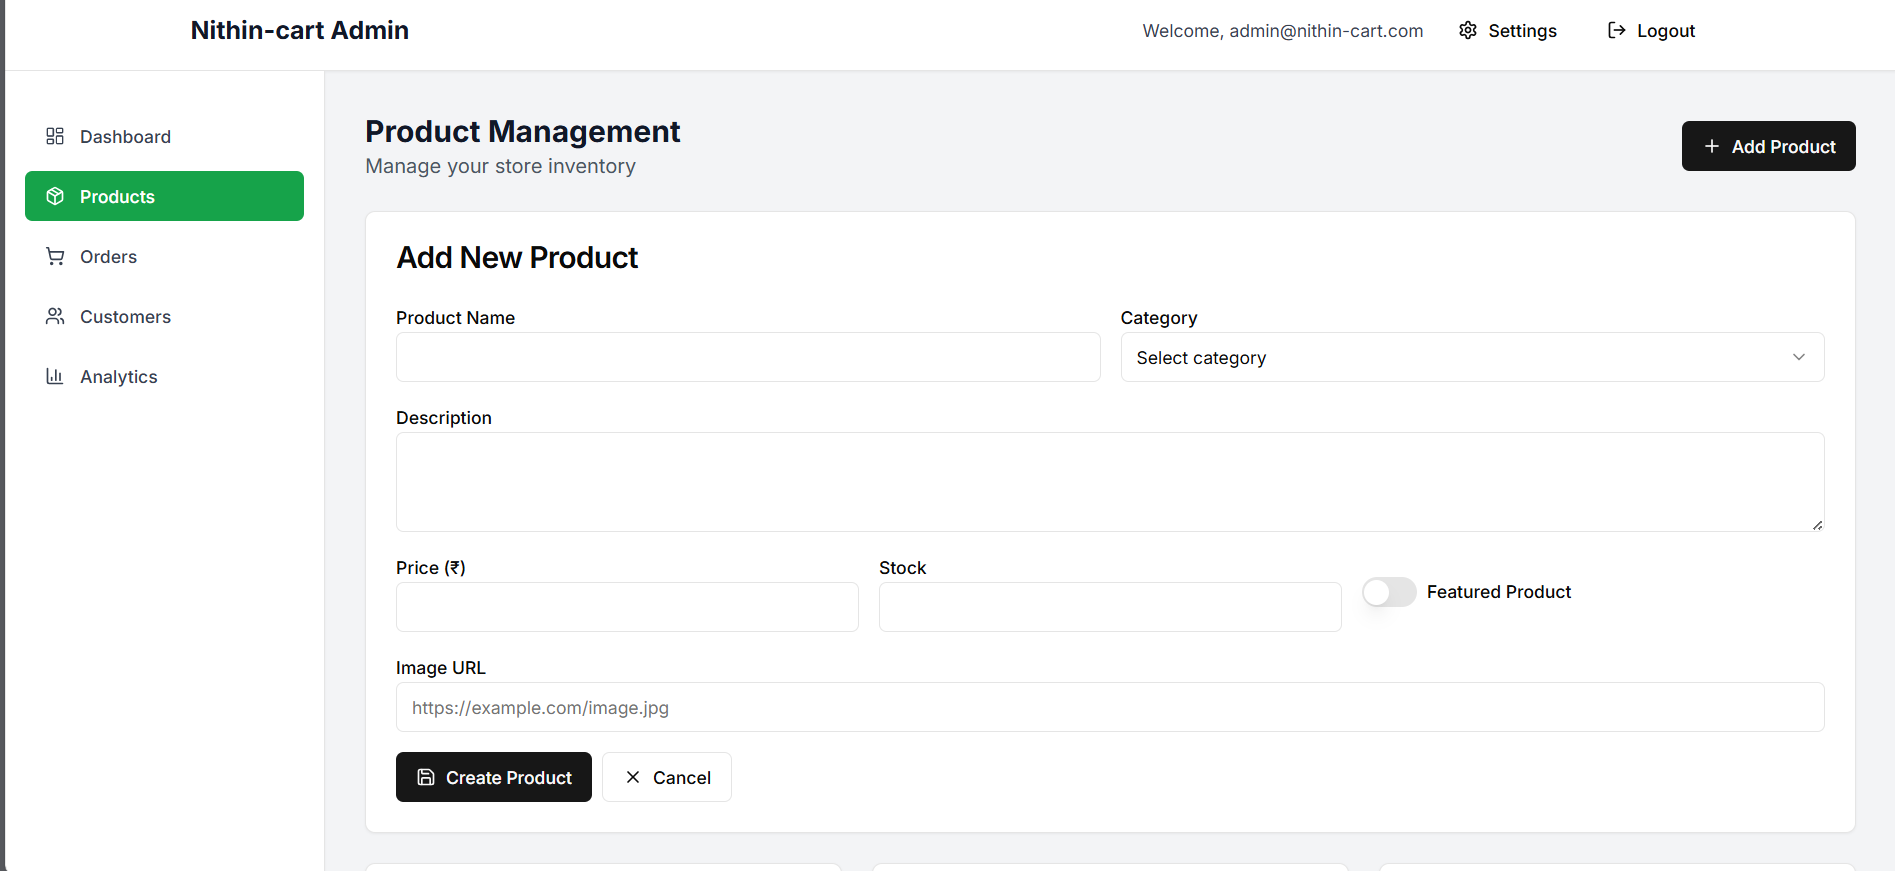 Nithin-cart Admin
Welcome, admin@nithin-cart.com
Settings
Logout
Dashboard
Products
Orders
Customers
Analytics
Product Management
Manage your store inventory
Add Product
Add New Product
Product Name
Category
Select category
Description
Price (₹)
Stock
Featured Product
Image URL
https://example.com/image.jpg
Create Product
Cancel